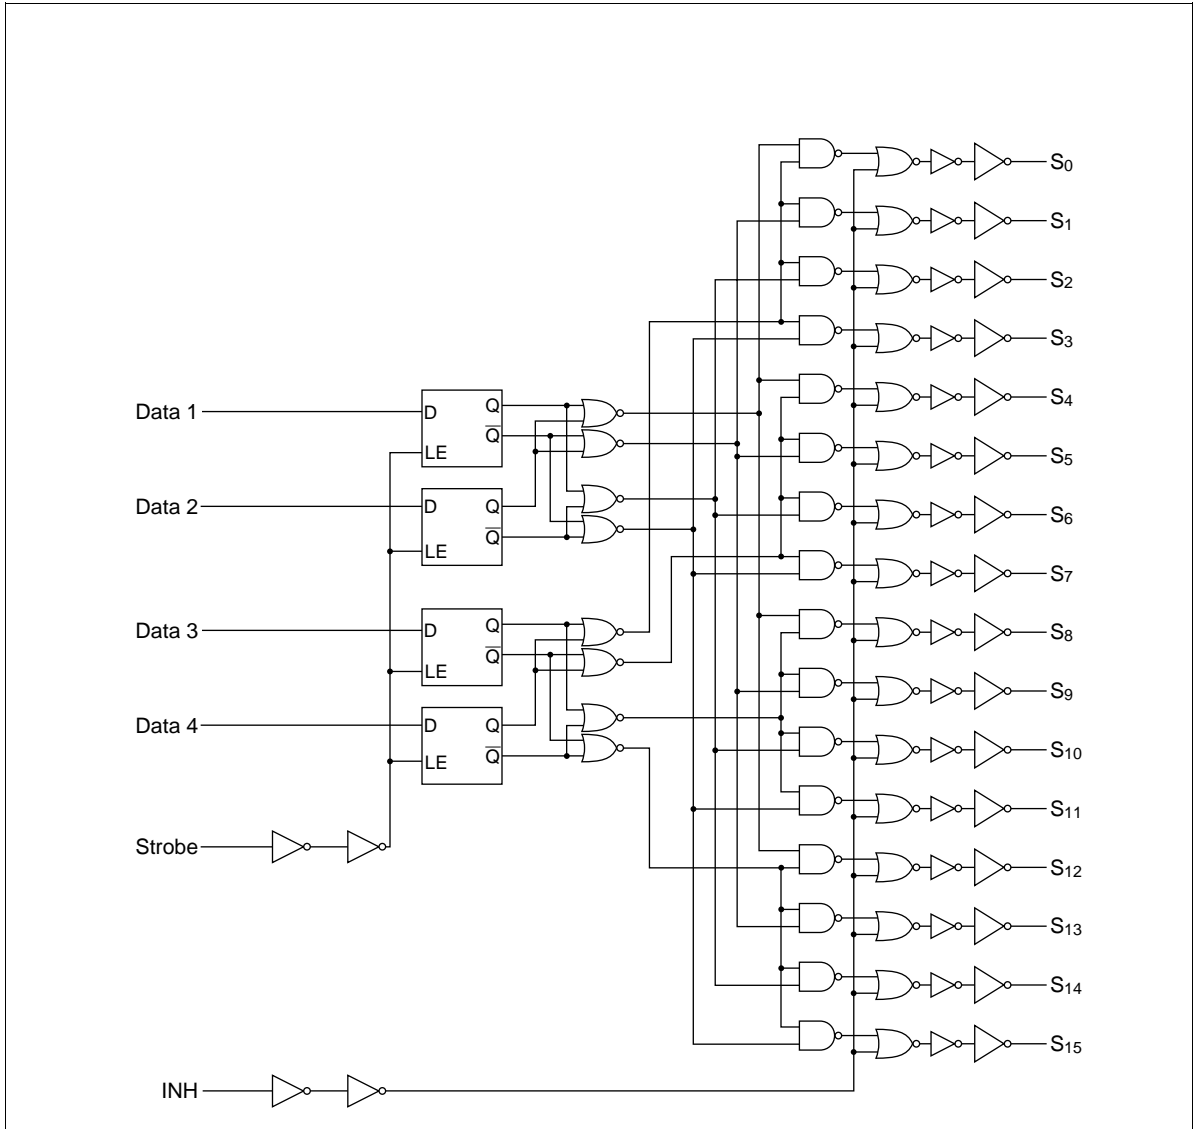 S0
S1
S2
S3
Data 1
D
Q
Q̅
LE
S4
S5
Data 2
D
Q
Q̅
LE
S6
S7
Data 3
D
Q
Q̅
LE
S8
S9
Data 4
D
Q
Q̅
LE
S10
S11
Strobe
S12
S13
S14
S15
INH